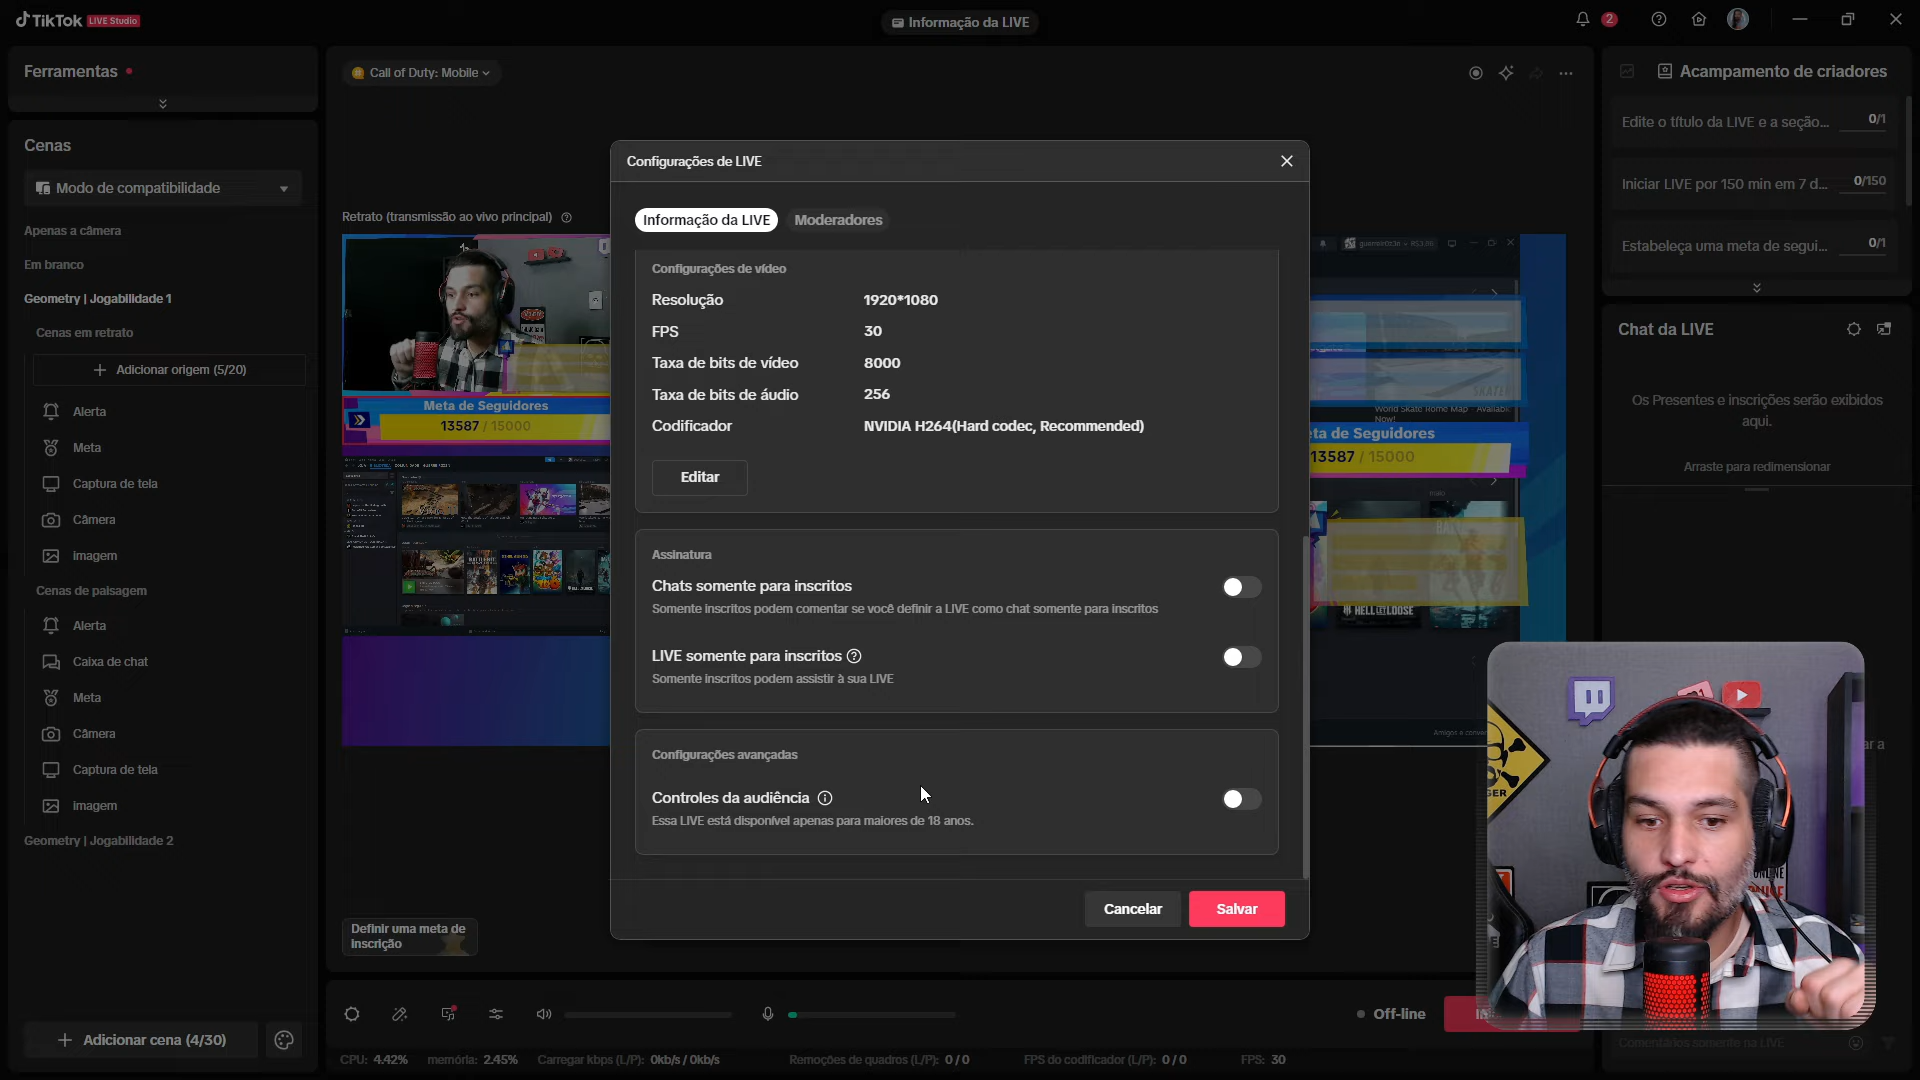 TikTok LIVE Studio
Informação da LIVE
2
Ferramentas
Call of Duty: Mobile
Acampamento de criadores
Edite o título da LIVE e a seção... 0/1
Iniciar LIVE por 150 min em 7 d... 0/150
Estabeleça uma meta de segui... 0/1
Cenas
Modo de compatibilidade
Apenas a câmera
Em branco
Geometry | Jogabilidade 1
Cenas em retrato
Adicionar origem (5/20)
Alerta
Meta
Captura de tela
Câmera
Imagem
Cenas de paisagem
Alerta
Caixa de chat
Meta
Câmera
Captura de tela
Imagem
Geometry | Jogabilidade 2
Adicionar cena (4/30)
Retrato (transmissão ao vivo principal)
Meta de Seguidores
13587 / 15000
Configurações de LIVE
Informação da LIVE
Moderadores
Configurações de vídeo
Resolução 1920*1080
FPS 30
Taxa de bits de vídeo 8000
Taxa de bits de áudio 256
Codificador NVIDIA H264(Hard codec, Recommended)
Editar
Assinatura
Chats somente para inscritos
Somente inscritos podem comentar se você definir a LIVE como chat somente para inscritos
LIVE somente para inscritos
Somente inscritos podem assistir à sua LIVE
Configurações avançadas
Controles da audiência
Essa LIVE está disponível apenas para maiores de 18 anos.
Cancelar
Salvar
ta de Seguidores
13587 / 15000
Chat da LIVE
Os Presentes e inscrições serão exibidos
aqui.
Arraste para redimensionar
Definir uma meta de
inscrição
Off-line
CPU: 4.42% memória: 2.45% Carregar kbps (L/P): 0kb/s / 0kb/s Remoções de quadros (L/P): 0 / 0 FPS do codificador (L/P): 0 / 0 FPS: 30
Comentários somente na LIVE